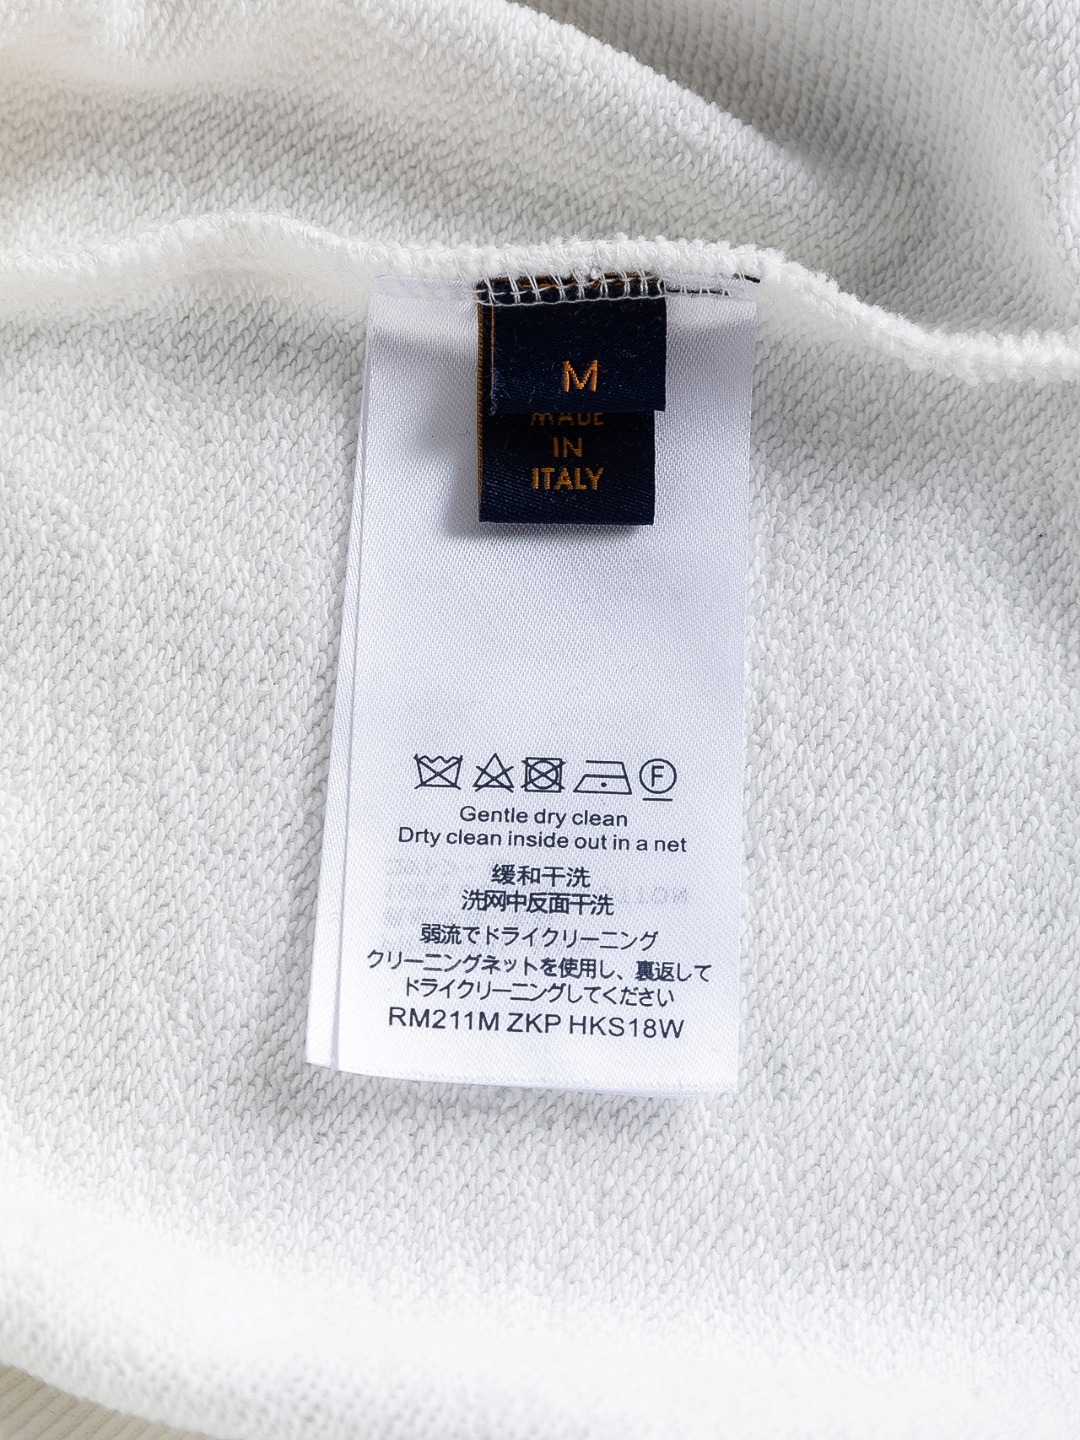 M
MADE
IN
ITALY
F
Gentle dry clean
Drty clean inside out in a net
缓和干洗
洗网中反面干洗
弱流でドライクリーニング
クリーニングネットを使用し、裏返して
ドライクリーニングしてください
RM211M ZKP HKS18W